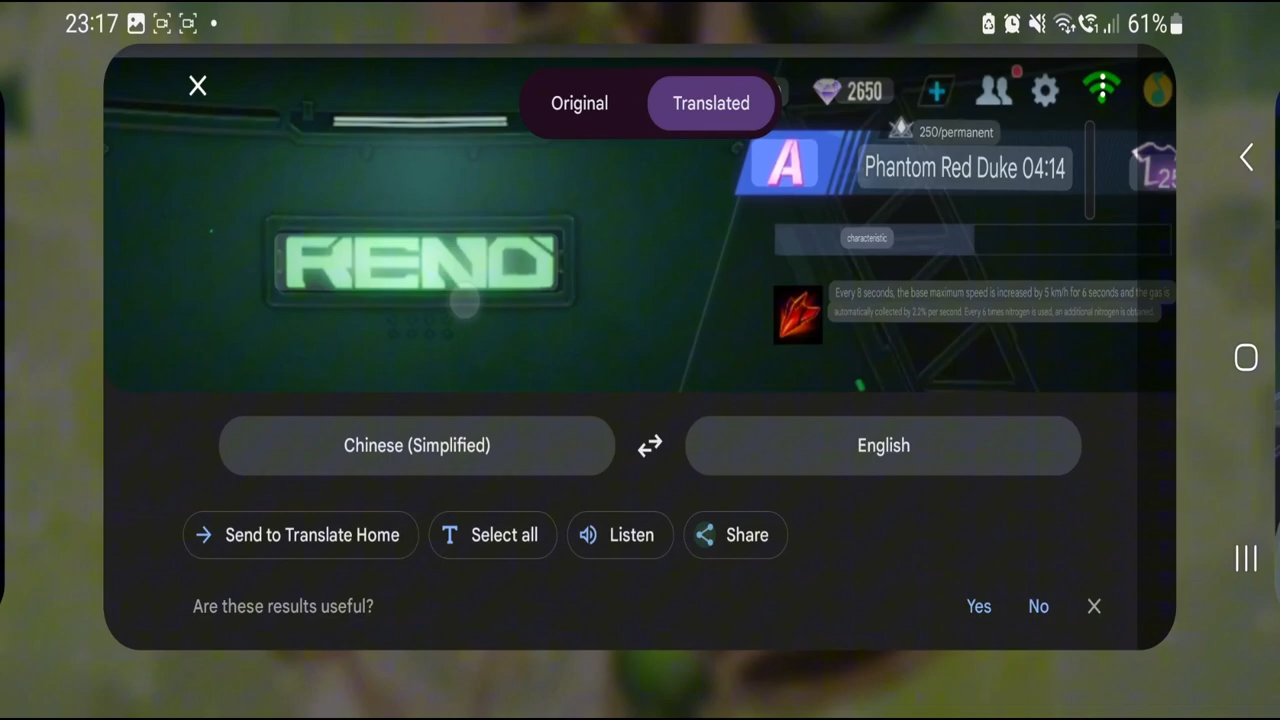 23:17
61%
Original
Translated
2650
250/permanent
A
Phantom Red Duke 04:14
L25
characteristic
RENO
Every 8 seconds, the base maximum speed is increased by 5 km/h for 6 seconds and the gas is
automatically collected by 2.2% per second. Every 6 times nitrogen is used, an additional nitrogen is obtained.
Chinese (Simplified)
English
Send to Translate Home
Select all
Listen
Share
Are these results useful?
Yes
No